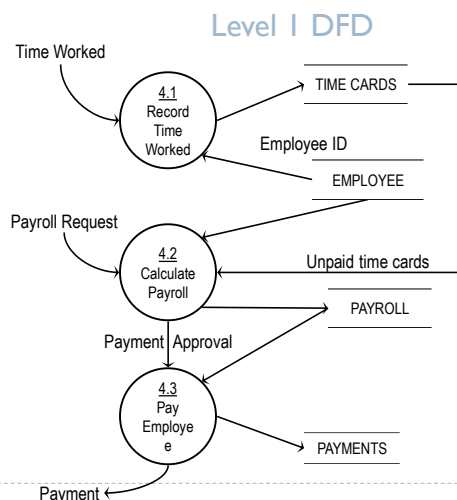 Level 1 DFD
Time Worked
4.1
Record
Time
Worked
TIME CARDS
Employee ID
EMPLOYEE
Payroll Request
4.2
Calculate
Payroll
Unpaid time cards
PAYROLL
Payment Approval
4.3
Pay
Employe
e
PAYMENTS
Payment